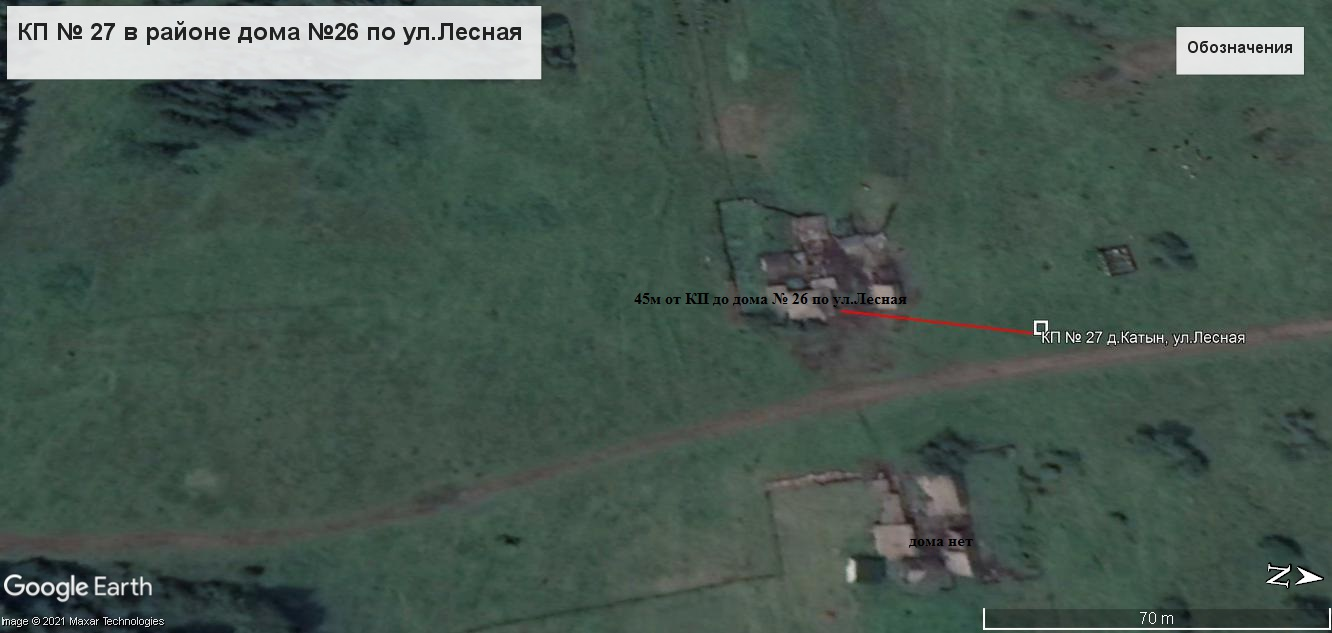 КП № 27 в районе дома №26 по ул.Лесная
Обозначения
45м от КП до дома № 26 по ул.Лесная
КП № 27 д.Катын, ул.Лесная
дома нет
Google Earth
Image © 2021 Maxar Technologies
N
70 m